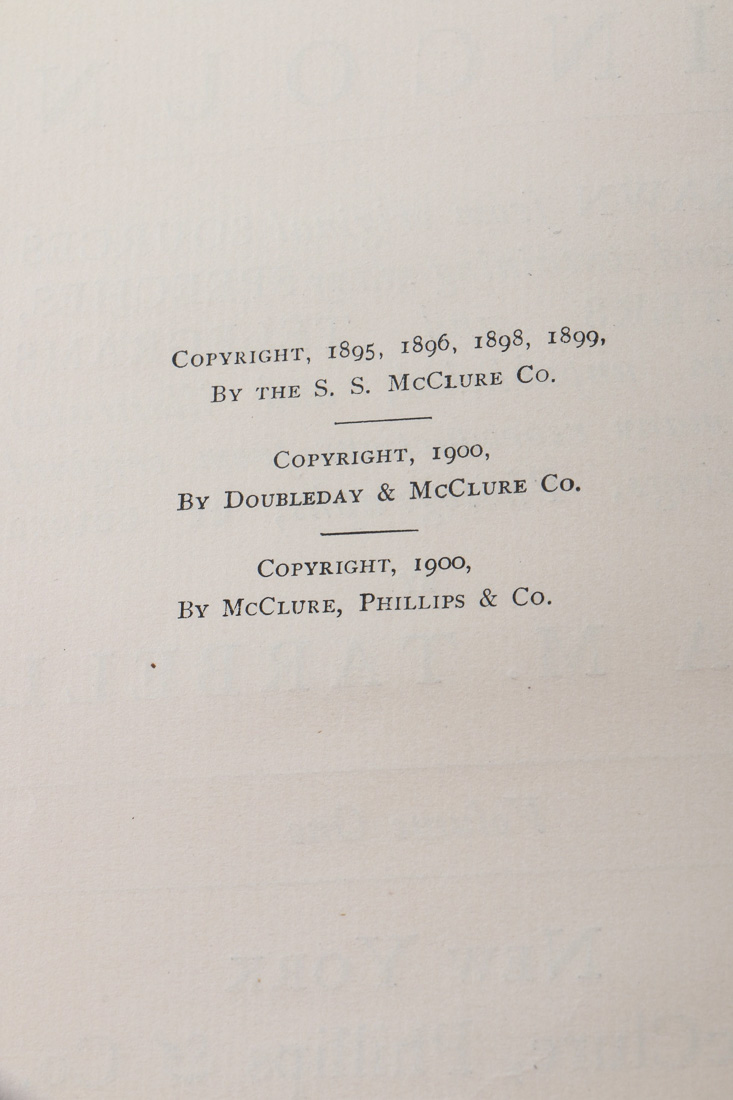 COPYRIGHT, 1895, 1896, 1898, 1899,
BY THE S. S. MCCLURE CO.
COPYRIGHT, 1900,
BY DOUBLEDAY & MCCLURE CO.
COPYRIGHT, 1900,
BY MCCLURE, PHILLIPS & CO.